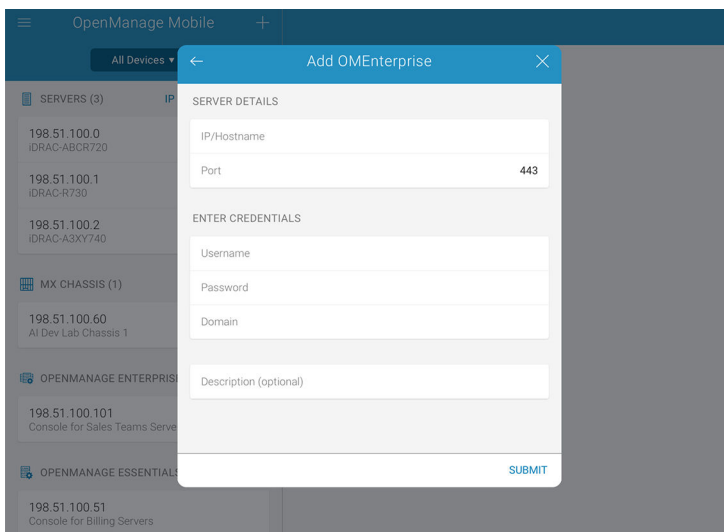 OpenManage Mobile
All Devices
SERVERS (3) IP
198.51.100.0
iDRAC-ABCR720
198.51.100.1
iDRAC-R730
198.51.100.2
iDRAC-A3XY740
MX CHASSIS (1)
198.51.100.60
Al Dev Lab Chassis 1
OPENMANAGE ENTERPRIS
198.51.100.101
Console for Sales Teams Serve
OPENMANAGE ESSENTIALS
198.51.100.51
Console for Billing Servers
Add OMEnterprise
SERVER DETAILS
IP/Hostname
Port 443
ENTER CREDENTIALS
Username
Password
Domain
Description (optional)
SUBMIT